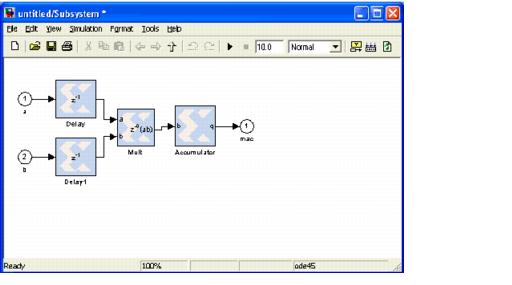 untitled/Subsystem *
File Edit View Simulation Format Tools Help
10.0 Normal
1
a
z-1
Delay
2
b
z-1
Delay1
a
b
z-3(ab)
Mult
b
q
Accumulator
1
mac
Ready 100% ode45